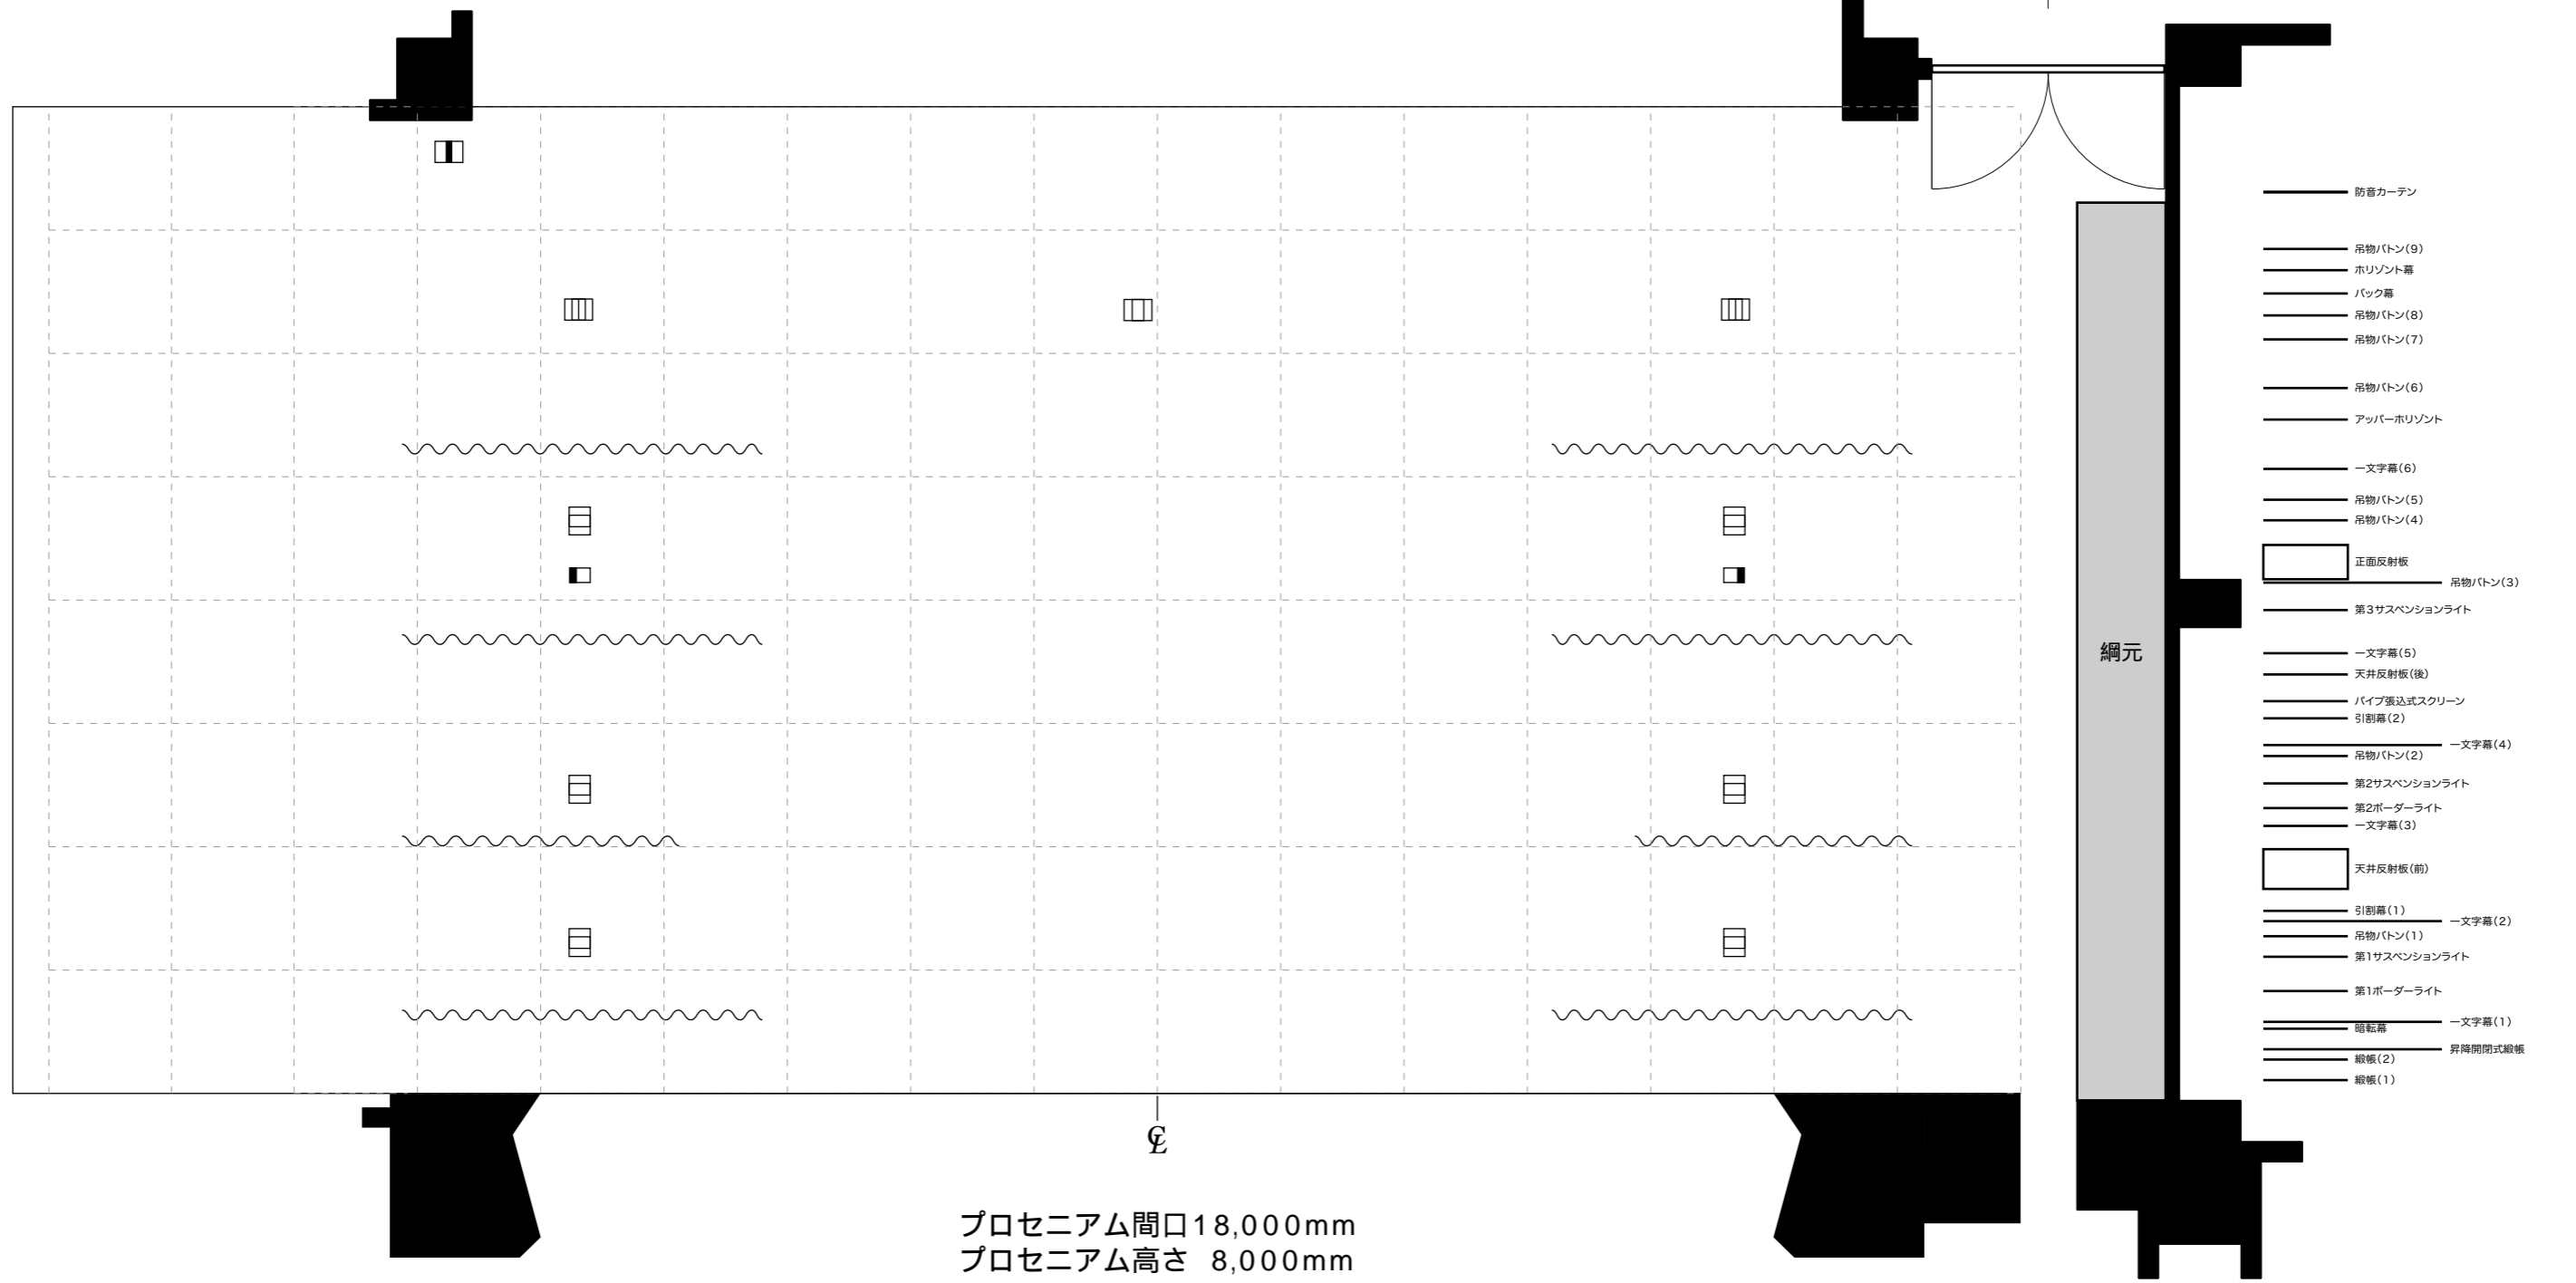 防音カーテン
吊物バトン(9)
ホリゾント幕
バック幕
吊物バトン(8)
吊物バトン(7)
吊物バトン(6)
アッパーホリゾント
一文字幕(6)
吊物バトン(5)
吊物バトン(4)
正面反射板
吊物バトン(3)
第3サスペンションライト
綱元
一文字幕(5)
天井反射板(後)
パイプ張込式スクリーン
引割幕(2)
一文字幕(4)
吊物バトン(2)
第2サスペンションライト
第2ボーダーライト
一文字幕(3)
天井反射板(前)
引割幕(1)
一文字幕(2)
吊物バトン(1)
第1サスペンションライト
第1ボーダーライト
一文字幕(1)
暗転幕
昇降開閉式緞帳
緞帳(2)
緞帳(1)
℄
プロセニアム間口18,000mm
プロセニアム高さ 8,000mm